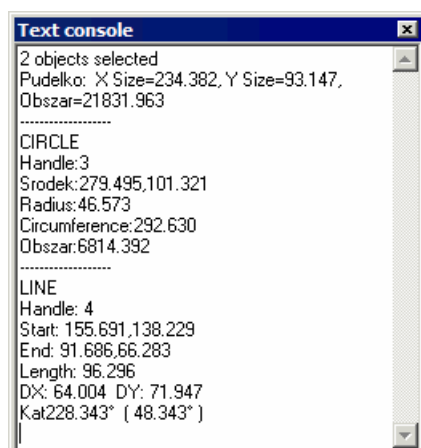 Text console
2 objects selected
Pudelko:  X Size=234.382, Y Size=93.147,
Obszar=21831.963
------------------
CIRCLE
Handle:3
Srodek:279.495,101.321
Radius:46.573
Circumference:292.630
Obszar:6814.392
------------------
LINE
Handle: 4
Start: 155.691,138.229
End: 91.686,66.283
Length: 96.296
DX: 64.004  DY: 71.947
Kat228.343°  ( 48.343° )